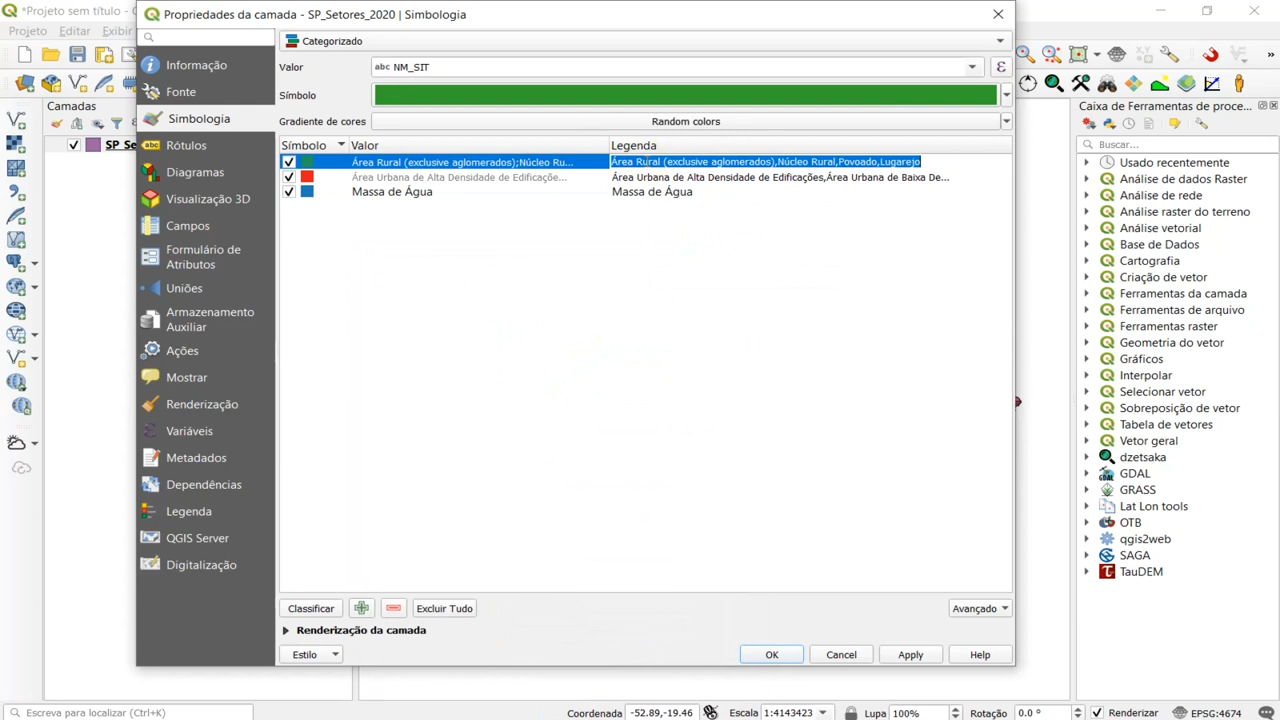 *Projeto sem título -
Propriedades da camada - SP_Setores_2020 | Simbologia
Projeto Editar Exibir
Camadas
SP_Se
Informação
Fonte
Simbologia
abc Rótulos
Diagramas
Visualização 3D
Campos
Formulário de
Atributos
Uniões
Armazenamento
Auxiliar
Ações
Mostrar
Renderização
Variáveis
Metadados
Dependências
Legenda
QGIS Server
Digitalização
Categorizado
Valor abc NM_SIT ε
Símbolo
Gradiente de cores Random colors
Símbolo Valor Legenda
Área Rural (exclusive aglomerados);Núcleo Ru... Área Rural (exclusive aglomerados),Núcleo Rural,Povoado,Lugarejo
Área Urbana de Alta Densidade de Edificaçõe... Área Urbana de Alta Densidade de Edificações,Área Urbana de Baixa De...
Massa de Água Massa de Água
Classificar Excluir Tudo Avançado
Renderização da camada
Estilo OK Cancel Apply Help
Caixa de Ferramentas de proce...
Buscar...
Usado recentemente
Análise de dados Raster
Análise de rede
Análise raster do terreno
Análise vetorial
Base de Dados
Cartografia
Criação de vetor
Ferramentas da camada
Ferramentas de arquivo
Ferramentas raster
Geometria do vetor
Gráficos
Interpolar
Selecionar vetor
Sobreposição de vetor
Tabela de vetores
Vetor geral
dzetsaka
GDAL
GRASS
Lat Lon tools
OTB
qgis2web
SAGA
TauDEM
Escreva para localizar (Ctrl+K) Coordenada -52.89,-19.46 Escala 1:4143423 Lupa 100% Rotação 0.0 ° Renderizar EPSG:4674